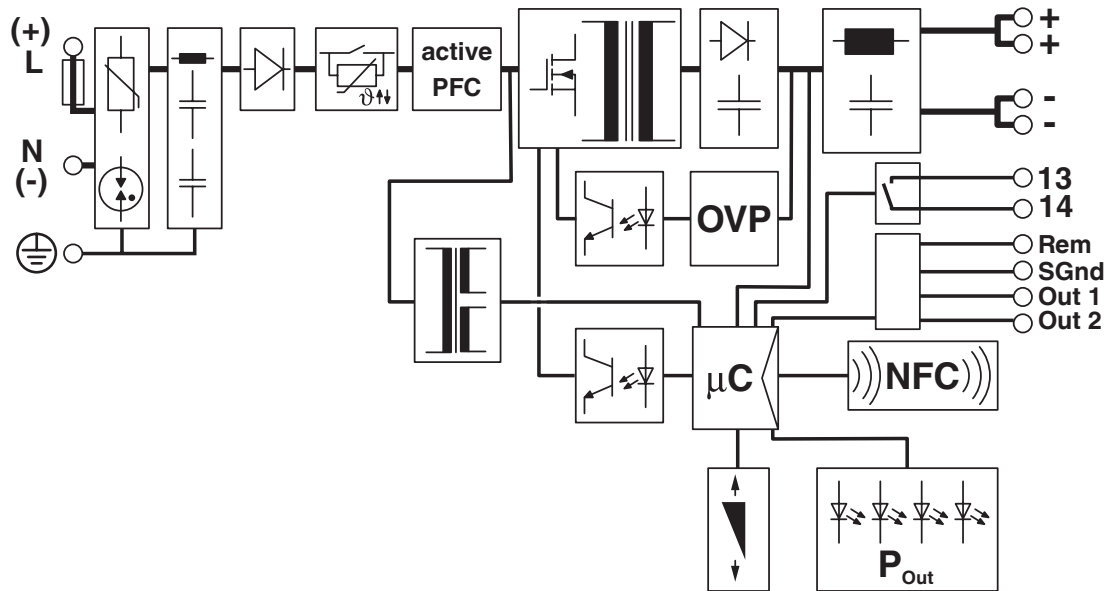 (+)
L
N
(-)
ϑ
active
PFC
+
+
-
-
OVP
13
14
Rem
SGnd
Out 1
Out 2
μC
NFC
P Out